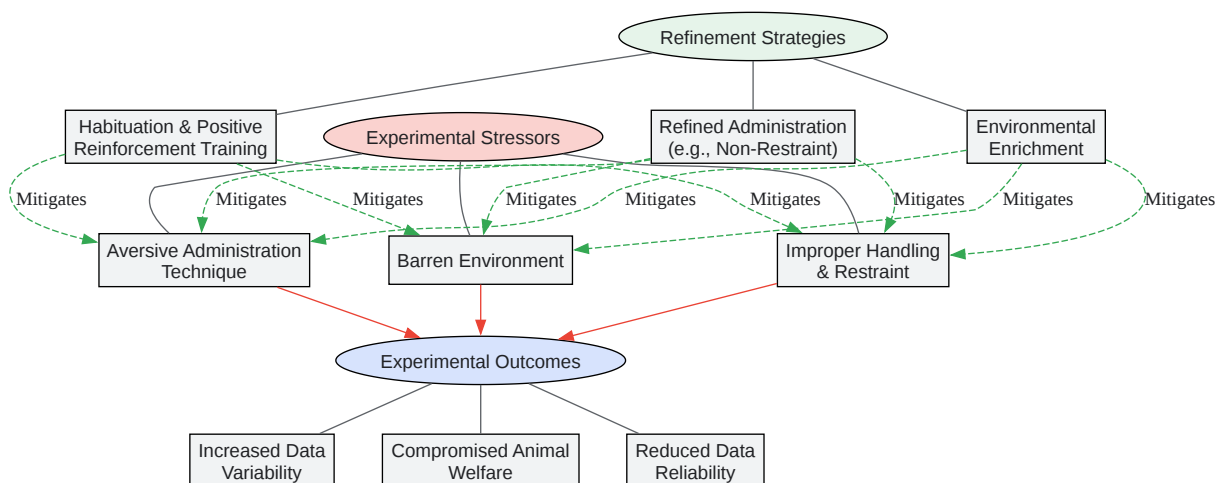 Refinement Strategies
Habituation & Positive
Reinforcement Training
Experimental Stressors
Refined Administration
(e.g., Non-Restraint)
Environmental
Enrichment
Mitigates
Mitigates
Mitigates
Mitigates
Mitigates
Mitigates
Mitigates
Mitigates
Mitigates
Aversive Administration
Technique
Barren Environment
Improper Handling
& Restraint
Experimental Outcomes
Increased Data
Variability
Compromised Animal
Welfare
Reduced Data
Reliability